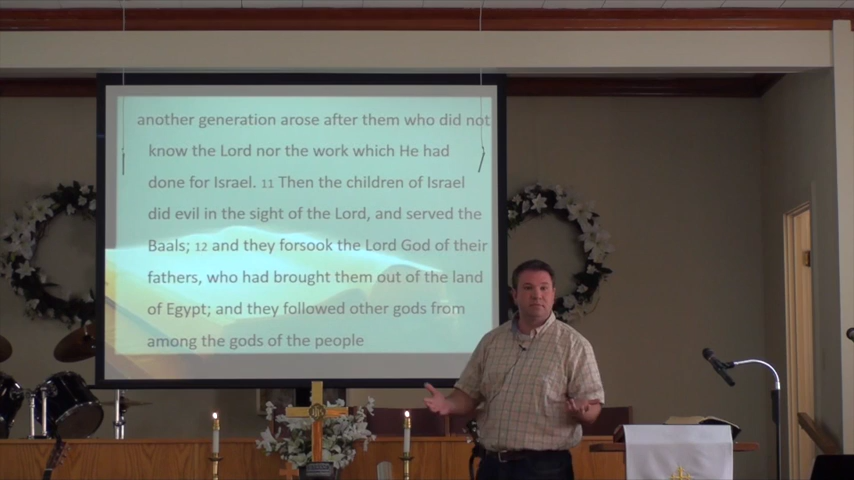 another generation arose after them who did not
know the Lord nor the work which He had
done for Israel. 11 Then the children of Israel
did evil in the sight of the Lord, and served the
Baals; 12 and they forsook the Lord God of their
fathers, who had brought them out of the land
of Egypt; and they followed other gods from
among the gods of the people